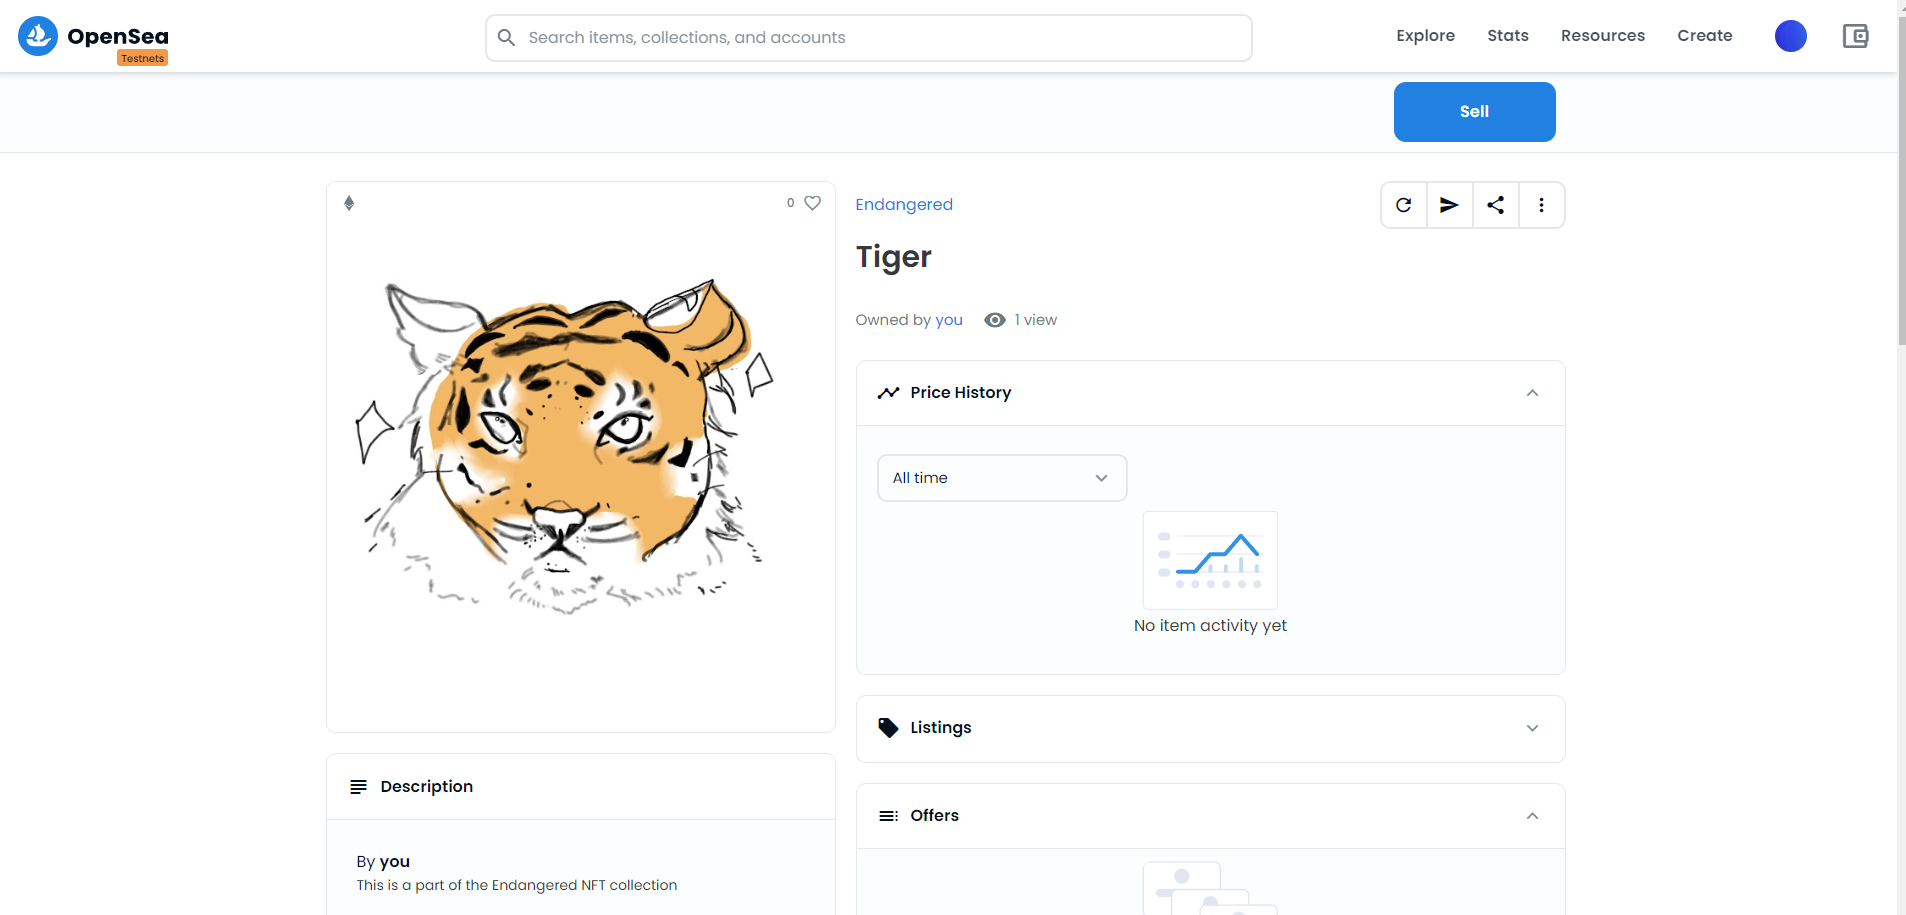 OpenSea
Testnets
Search items, collections, and accounts
Explore
Stats
Resources
Create
Sell
0
Endangered
Tiger
Owned by you
1 view
Price History
All time
No item activity yet
Listings
Offers
Description
By you
This is a part of the Endangered NFT collection